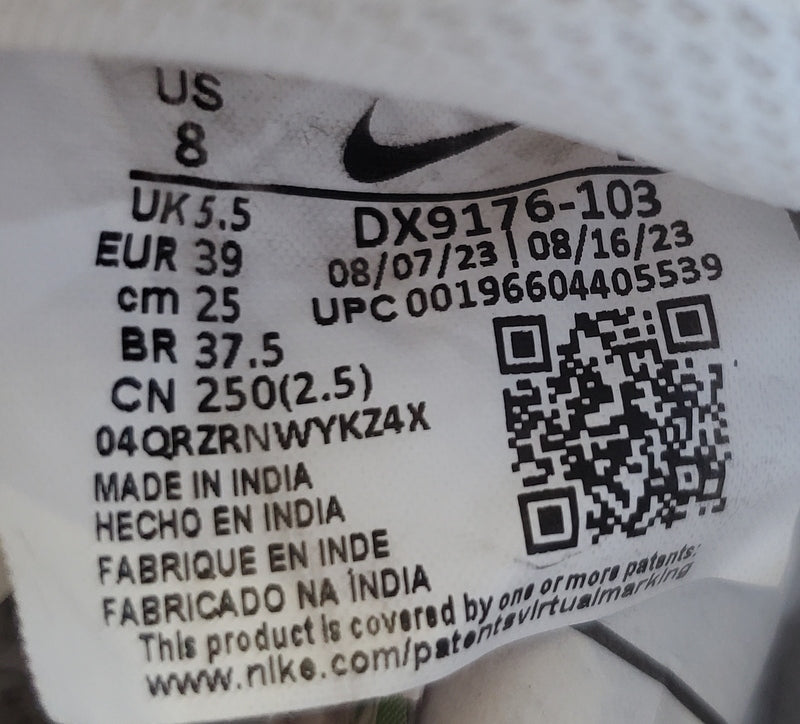 US
8
UK 5.5
EUR 39
cm 25
BR 37.5
CN 250(2.5)
DX9176-103
08/07/23 | 08/16/23
UPC 00196604405539
04QRZRNWYKZ4X
MADE IN INDIA
HECHO EN INDIA
FABRIQUE EN INDE
FABRICADO NA ÍNDIA
This product is covered by one or more patents:
www.nike.com/patentsvirtualmarking